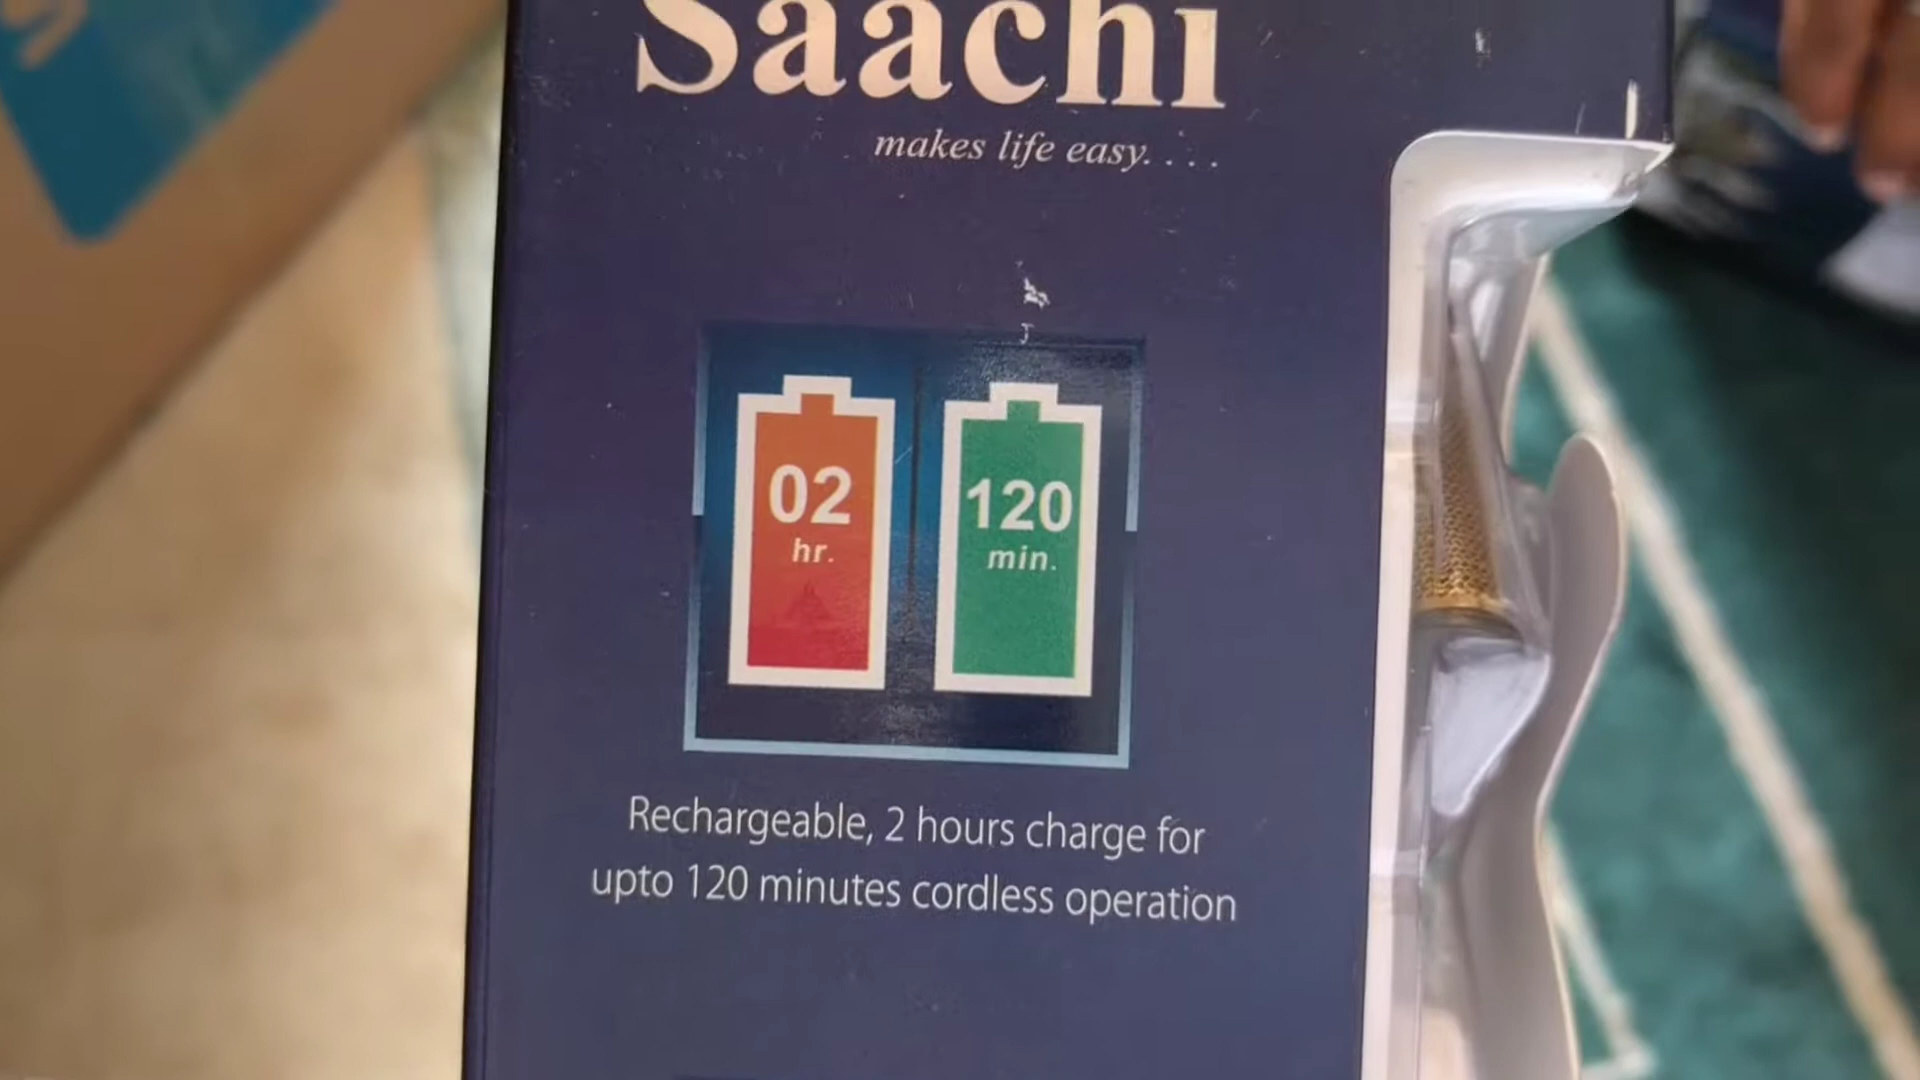 Saachi
makes life easy. . . .
02
hr.
120
min.
Rechargeable, 2 hours charge for
upto 120 minutes cordless operation